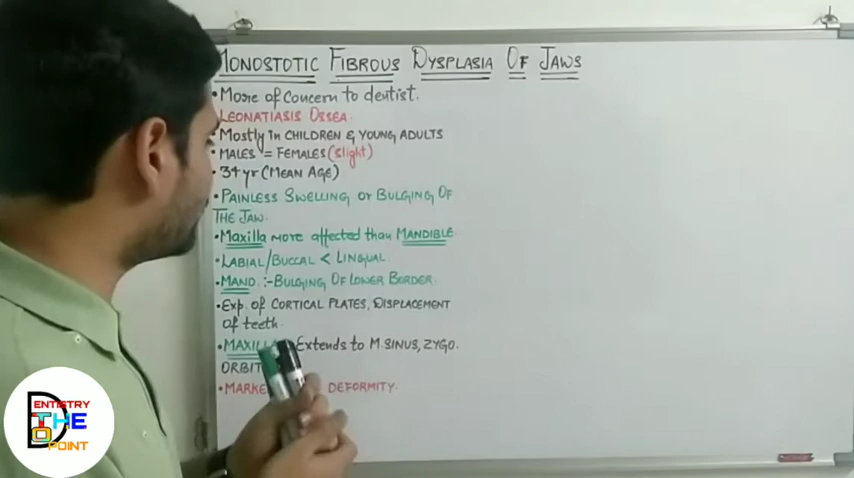 MONOSTOTIC FIBROUS DYSPLASIA OF JAWS
• More of concern to dentist.
LEONATIASIS OSSEA.
• Mostly in CHILDREN & YOUNG ADULTS
• MALES = FEMALES (slight)
• 34yr (MEAN AGE)
• PAINLESS SWELLING OR BULGING OF
THE JAW.
• Maxilla more affected than MANDIBLE
• LABIAL/BUCCAL < LINGUAL.
• MAND :- BULGING OF LOWER BORDER.
• Exp. of CORTICAL PLATES, DISPLACEMENT
of teeth.
• MAXILLA Extends to M.SINUS, ZYGO.
ORBIT
• MARKE DEFORMITY.
DENTISTRY
THE
TO
POINT